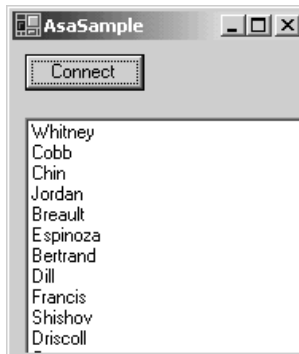 AsaSample
Connect
Whitney
Cobb
Chin
Jordan
Breault
Espinoza
Bertrand
Dill
Francis
Shishov
Driscoll